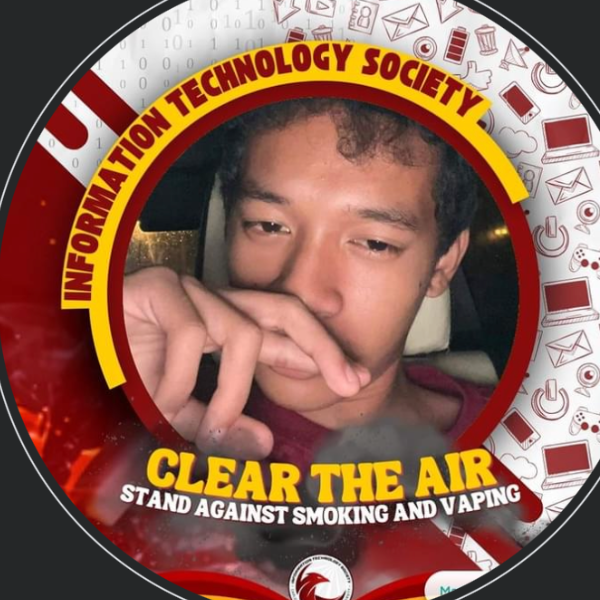 INFORMATION TECHNOLOGY SOCIETY
CLEAR THE AIR
STAND AGAINST SMOKING AND VAPING